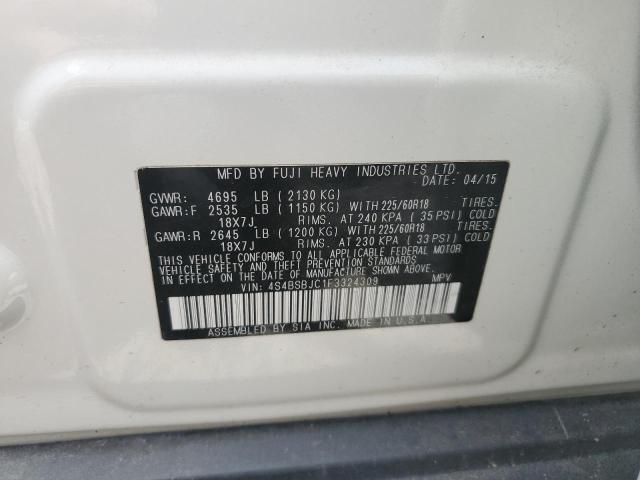 MFD BY FUJI HEAVY INDUSTRIES LTD.
DATE: 04/15
GVWR: 4695 LB ( 2130 KG)
GAWR:F 2535 LB ( 1150 KG) WITH 225/60R18 TIRES.
18X7J RIMS. AT 240 KPA ( 35 PSI) COLD
GAWR:R 2645 LB ( 1200 KG) WITH 225/60R18 TIRES.
18X7J RIMS. AT 230 KPA ( 33 PSI) COLD
THIS VEHICLE CONFORMS TO ALL APPLICABLE FEDERAL MOTOR
VEHICLE SAFETY AND THEFT PREVENTION STANDARDS
IN EFFECT ON THE DATE OF MANUFACTURE SHOWN ABOVE.
VIN: 4S4BSBJC1F3324309 MPV
ASSEMBLED BY SIA INC. MADE IN U.S.A.